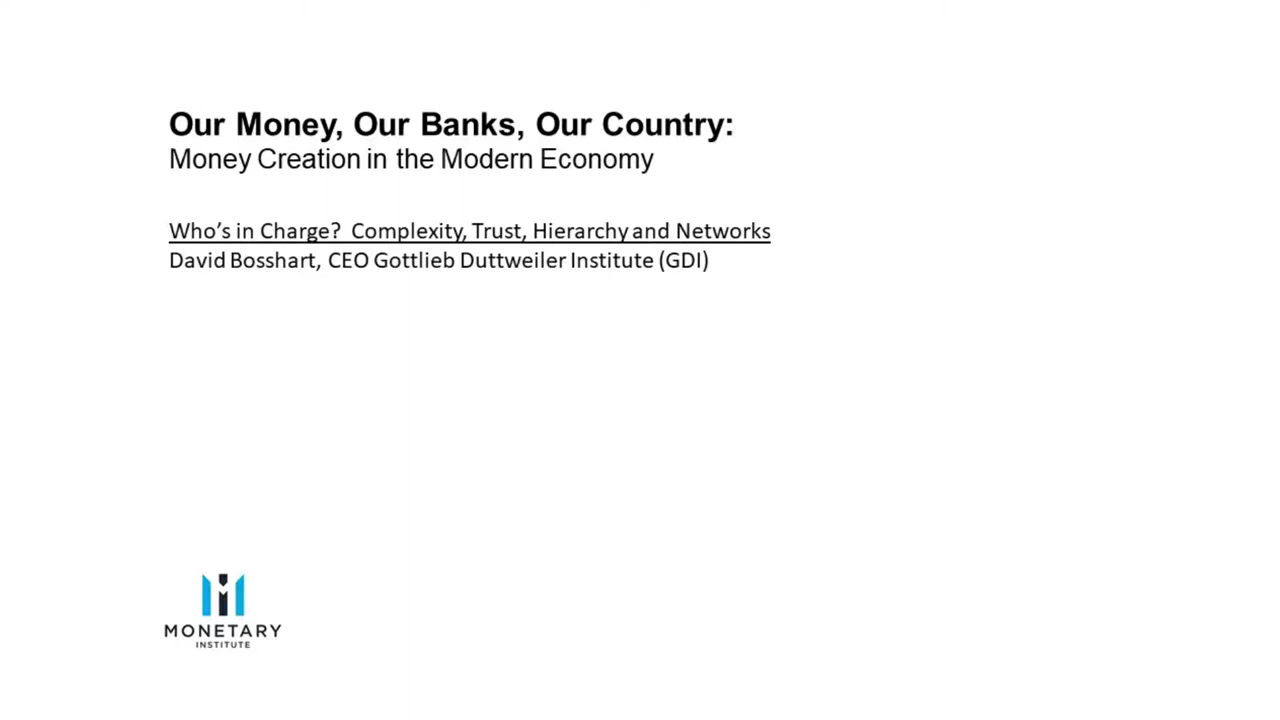 Our Money, Our Banks, Our Country:
Money Creation in the Modern Economy
Who's in Charge?  Complexity, Trust, Hierarchy and Networks
David Bosshart, CEO Gottlieb Duttweiler Institute (GDI)
MONETARY
INSTITUTE